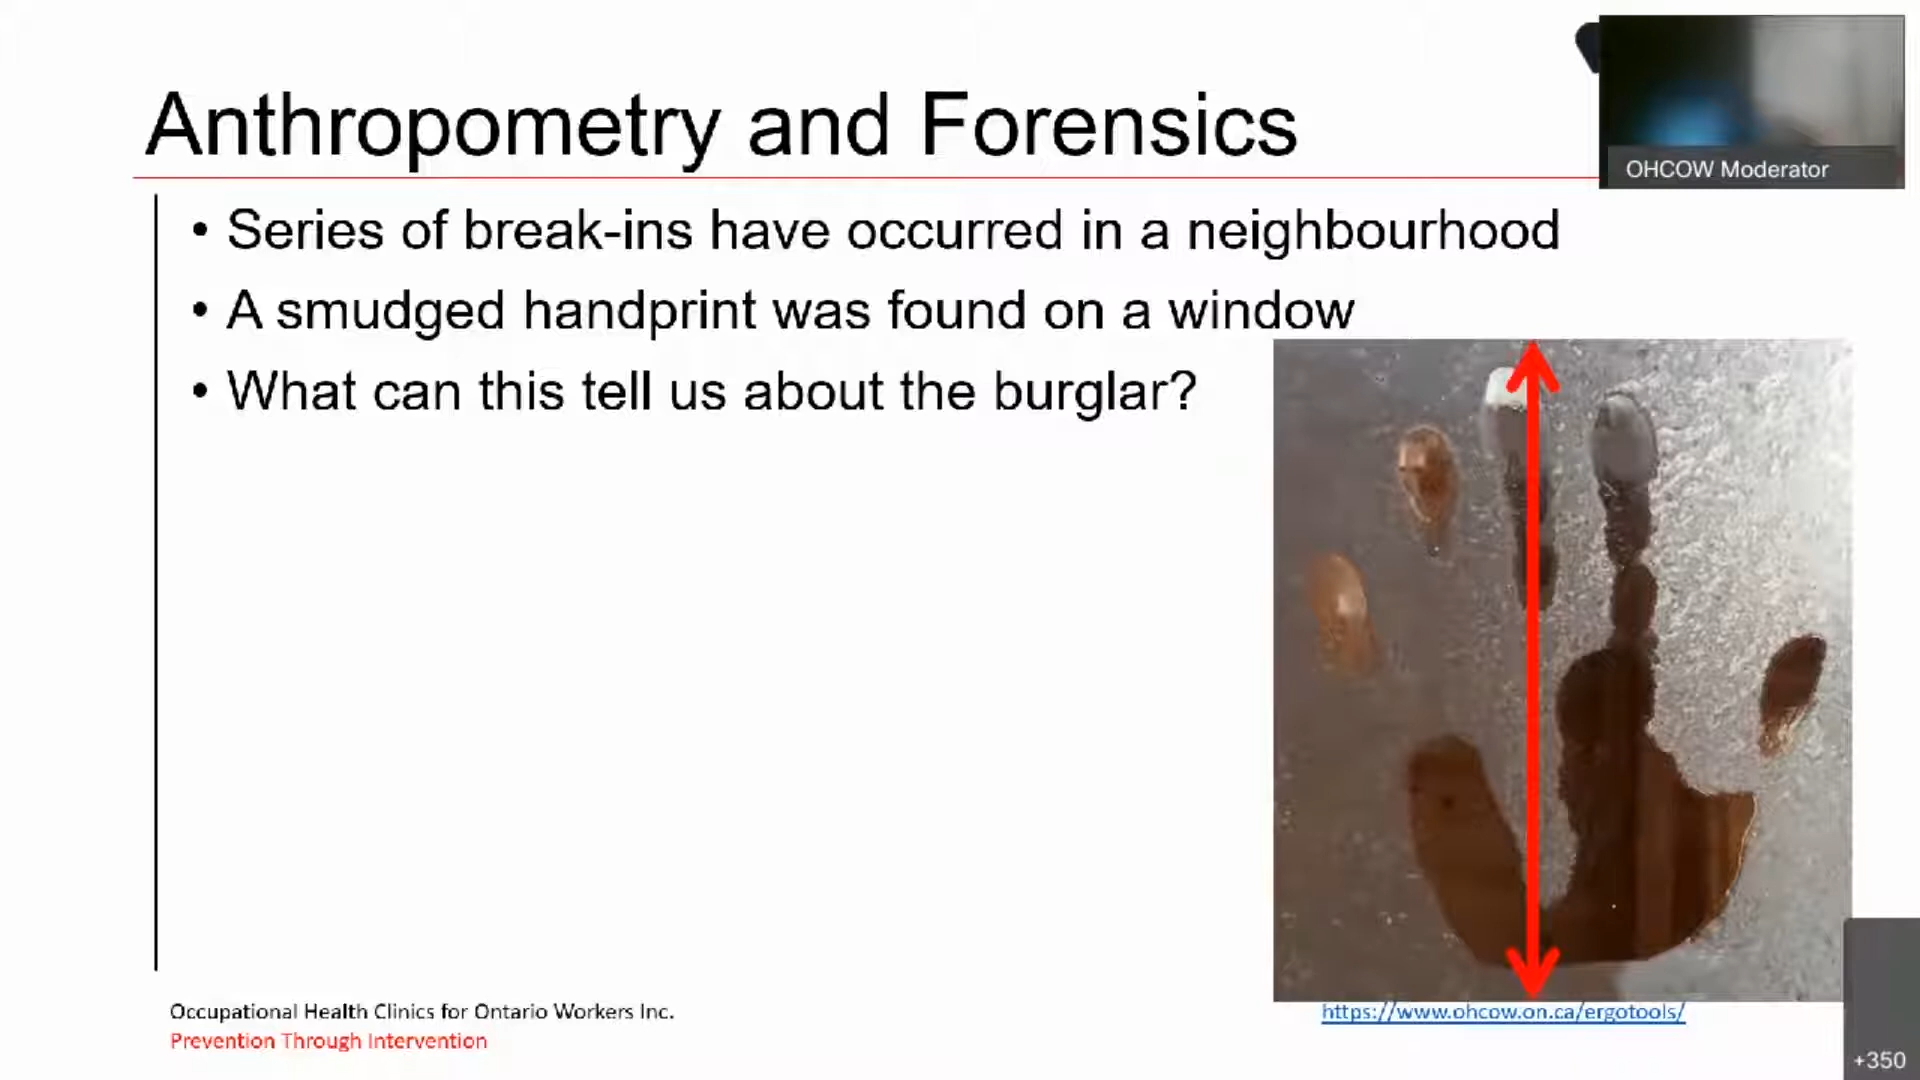 Anthropometry and Forensics
OHCOW Moderator
• Series of break-ins have occurred in a neighbourhood
• A smudged handprint was found on a window
• What can this tell us about the burglar?
Occupational Health Clinics for Ontario Workers Inc.
Prevention Through Intervention
https://www.ohcow.on.ca/ergotools/
+350